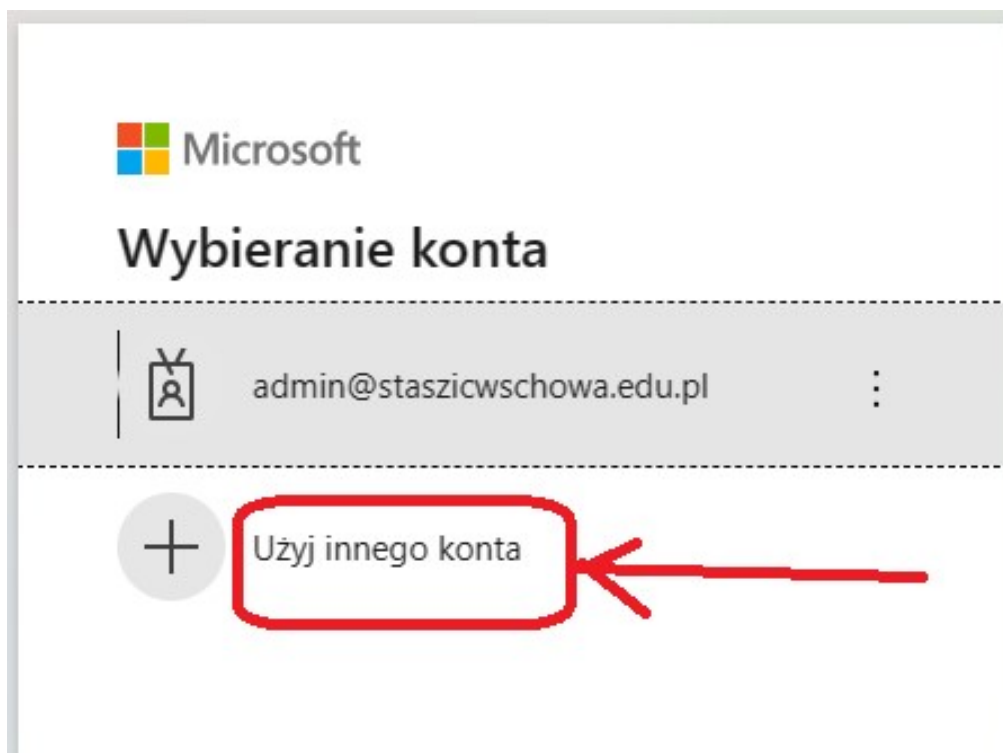 Microsoft
Wybieranie konta
admin@staszicwschowa.edu.pl
Użyj innego konta